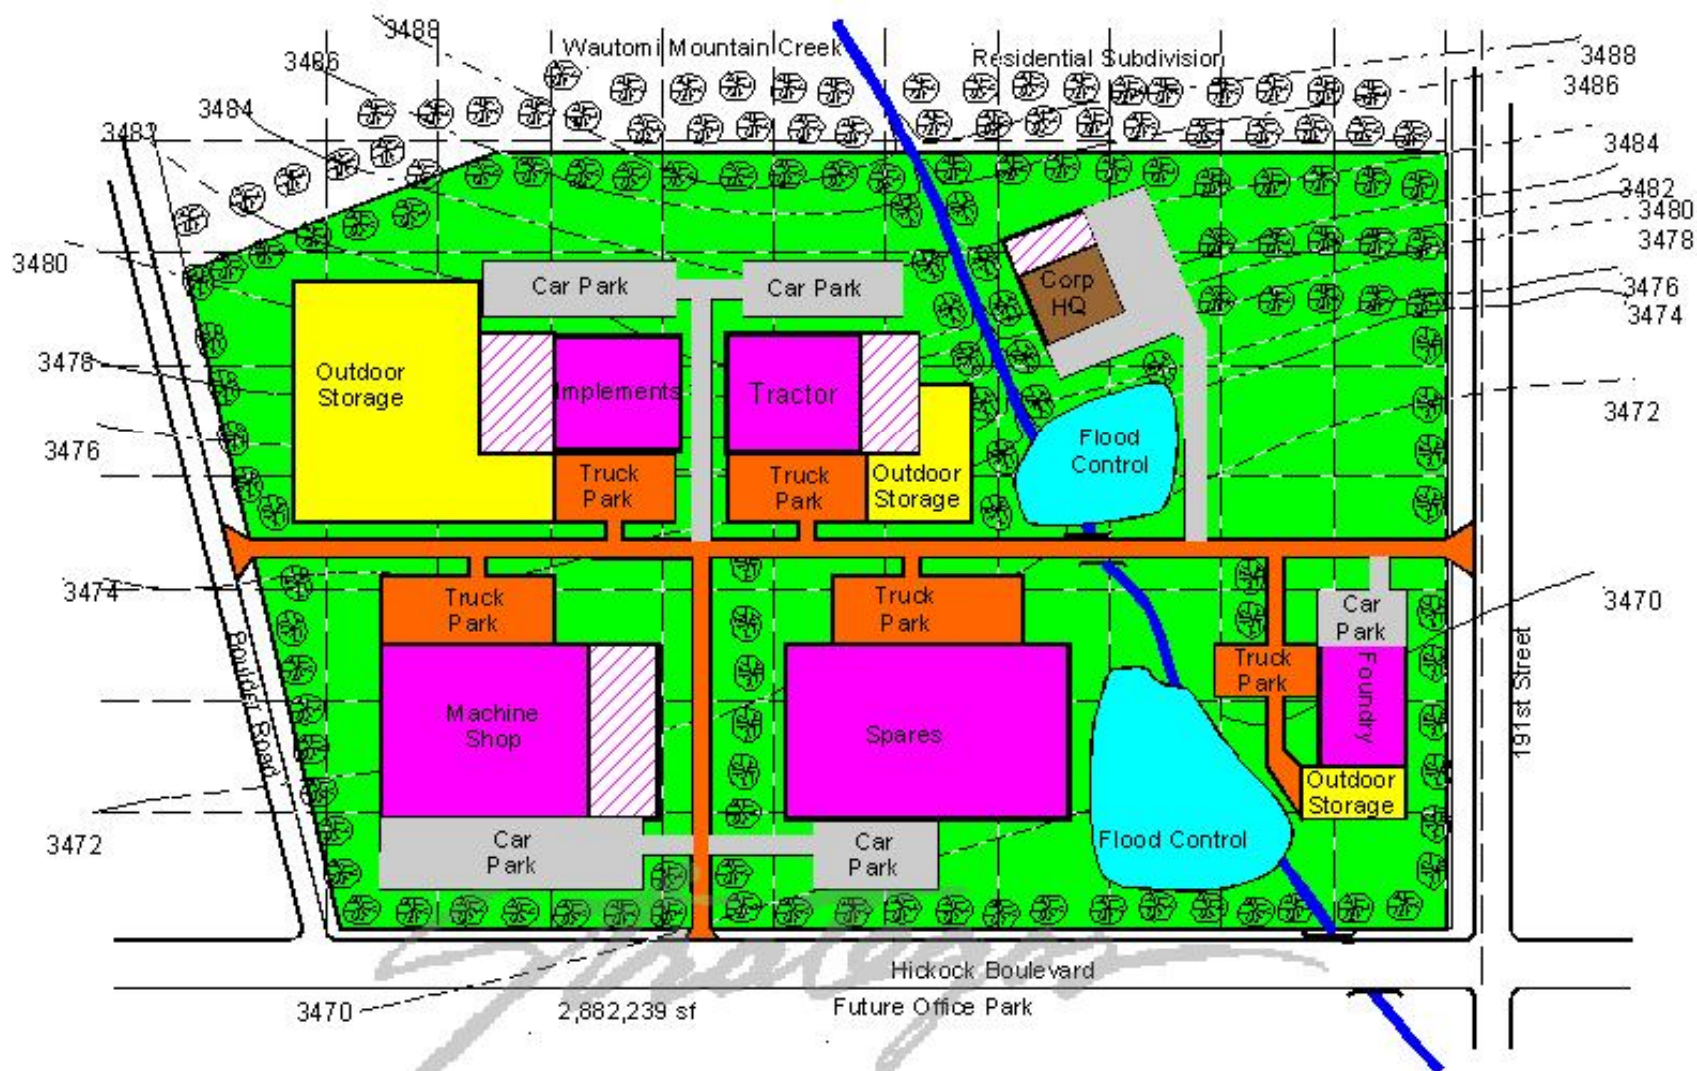 3488
Wautomi Mountain Creek
Residential Subdivision
3488
3486
3486
3484
3482
3484
3482
3480
3478
3480
3476
3474
Car Park
Car Park
Corp
HQ
Outdoor
Storage
Implements
Tractor
3478
3472
3476
Flood
Control
Truck
Park
Truck
Park
Outdoor
Storage
3474
Truck
Park
Truck
Park
Car
Park
3470
Boulder Road
Truck
Park
Foundry
191st Street
Machine
Shop
Spares
Outdoor
Storage
3472
Car
Park
Car
Park
Flood Control
Strategos
Hickock Boulevard
3470
2,882,239 sf
Future Office Park